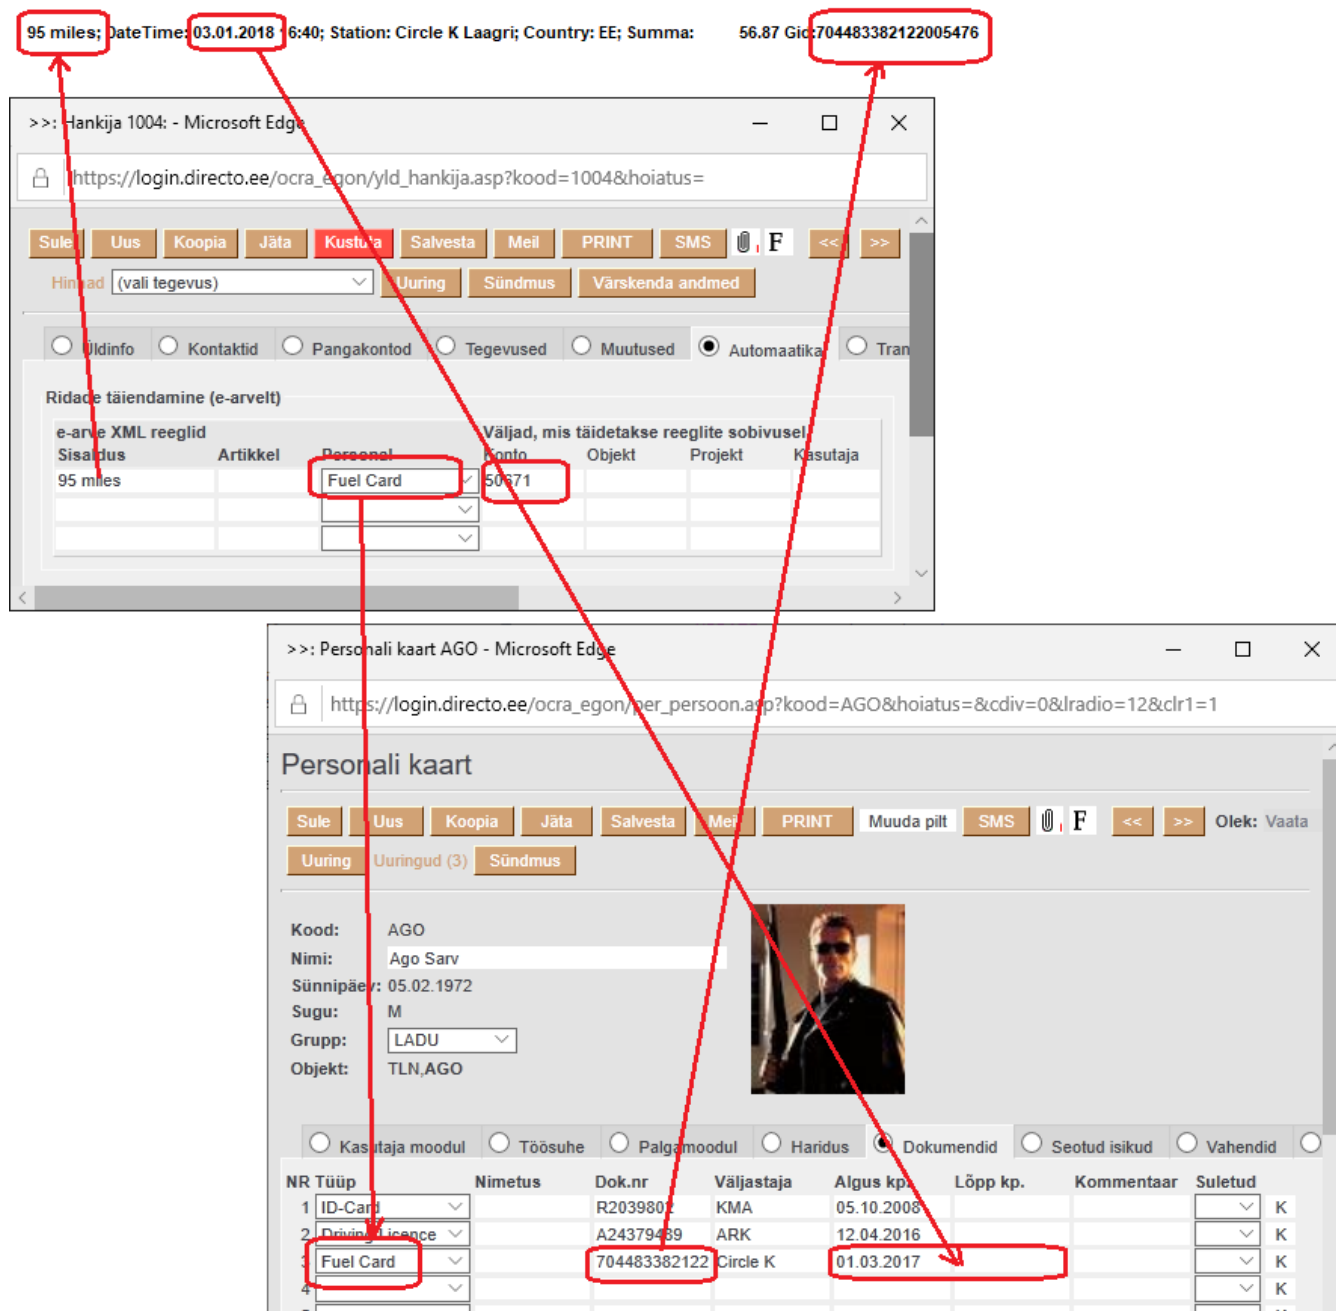 95 miles; DateTime: 03.01.2018 16:40; Station: Circle K Laagri; Country: EE; Summa: 56.87 Gid:704483382122005476
>>: Hankija 1004: - Microsoft Edge
https://login.directo.ee/ocra_egon/yld_hankija.asp?kood=1004&hoiatus=
Sule Uus Koopia Jäta Kustuta Salvesta Meil PRINT SMS F << >>
Hinnad (vali tegevus) Uuring Sündmus Värskenda andmed
Üldinfo Kontaktid Pangakontod Tegevused Muutused Automaatika Tran
Ridade täiendamine (e-arvelt)
e-arve XML reeglid Väljad, mis täidetakse reeglite sobivusel
Sisaldus Artikkel Personal Konto Objekt Projekt Kasutaja
95 miles Fuel Card 50671
>>: Personali kaart AGO - Microsoft Edge
https://login.directo.ee/ocra_egon/per_persoon.asp?kood=AGO&hoiatus=&cdiv=0&lradio=12&clr1=1
Personali kaart
Sule Uus Koopia Jäta Salvesta Meil PRINT Muuda pilt SMS F << >> Olek: Vaata
Uuring Uuringud (3) Sündmus
Kood: AGO
Nimi: Ago Sarv
Sünnipäev: 05.02.1972
Sugu: M
Grupp: LADU
Objekt: TLN,AGO
Kasutaja moodul Töösuhe Palgamoodul Haridus Dokumendid Seotud isikud Vahendid
NR Tüüp Nimetus Dok.nr Väljastaja Algus kp. Lõpp kp. Kommentaar Suletud
1 ID-Card R2039802 KMA 05.10.2008 K
2 Driving Licence A24379489 ARK 12.04.2016 K
3 Fuel Card 704483382122 Circle K 01.03.2017 K
4 K